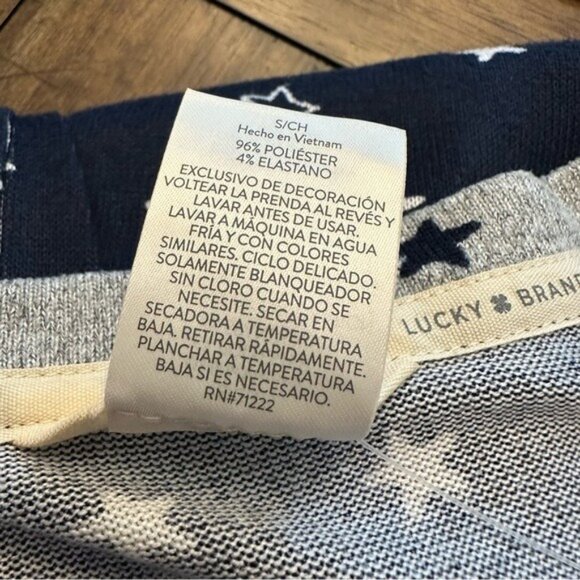 S/CH
Hecho en Vietnam
96% POLIÉSTER
4% ELASTANO
EXCLUSIVO DE DECORACIÓN
VOLTEAR LA PRENDA AL REVÉS Y
LAVAR ANTES DE USAR.
LAVAR A MÁQUINA EN AGUA
FRÍA Y CON COLORES
SIMILARES. CICLO DELICADO.
SOLAMENTE BLANQUEADOR
SIN CLORO CUANDO SE
NECESITE. SECAR EN
SECADORA A TEMPERATURA
BAJA. RETIRAR RÁPIDAMENTE.
PLANCHAR A TEMPERATURA
BAJA SI ES NECESARIO.
RN#71222
LUCKY BRAN